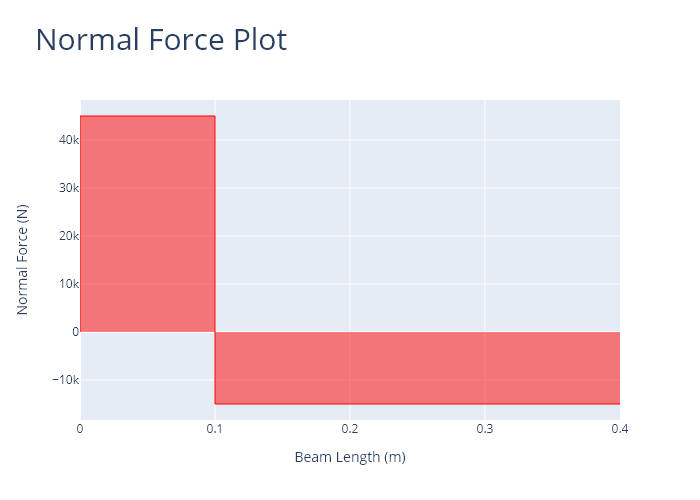 Normal Force Plot
40k
30k
20k
10k
0
−10k
Normal Force (N)
0 0.1 0.2 0.3 0.4
Beam Length (m)